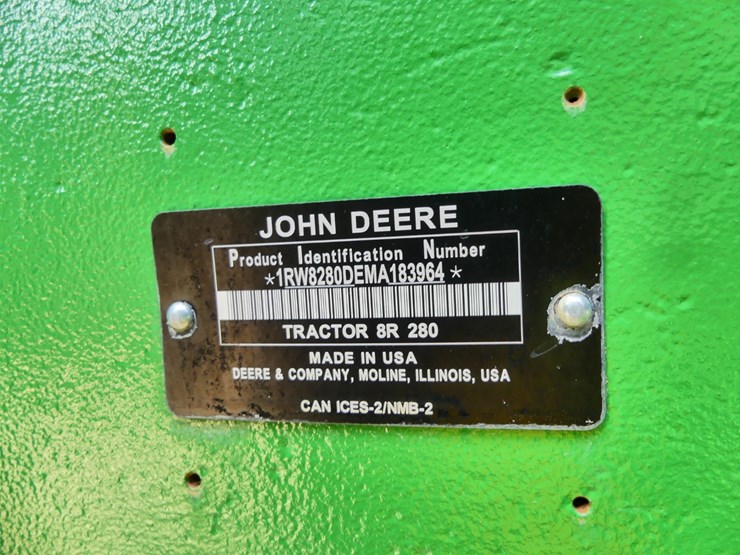 JOHN DEERE
Product Identification Number
*1RW8280DEMA183964*
TRACTOR 8R 280
MADE IN USA
DEERE & COMPANY, MOLINE, ILLINOIS, USA
CAN ICES-2/NMB-2